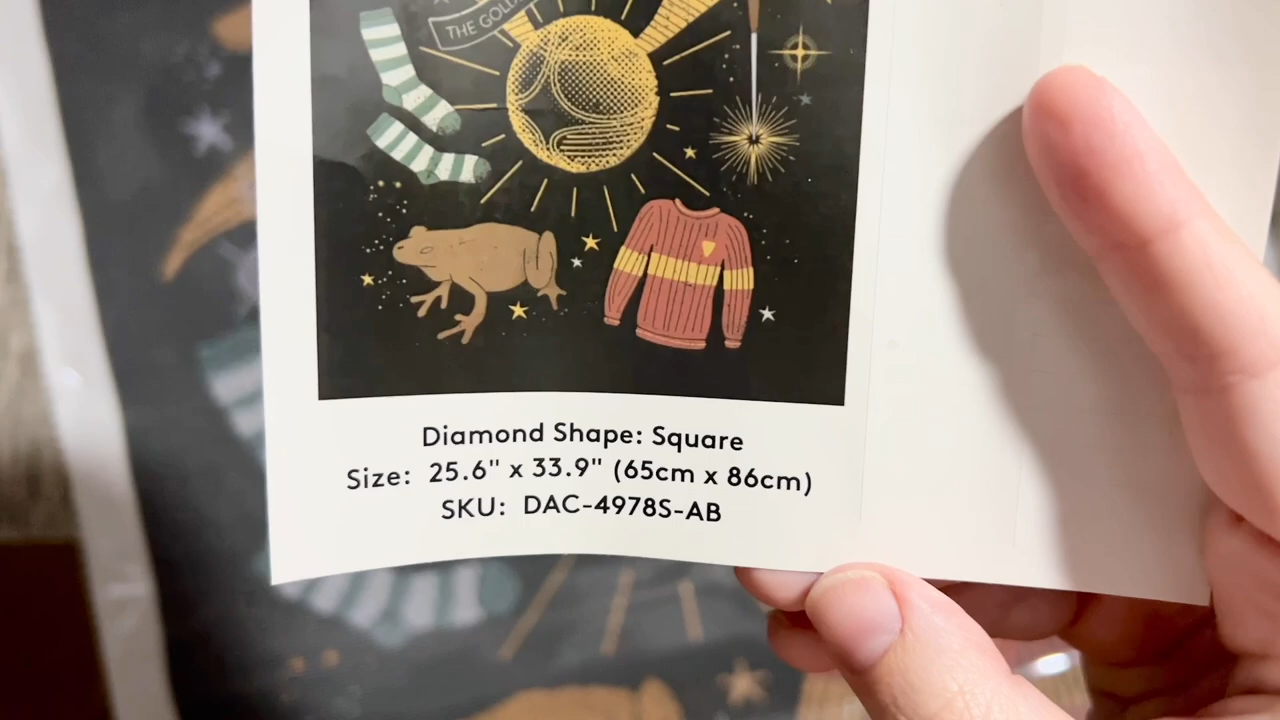 THE GOLD
Diamond Shape: Square
Size: 25.6" x 33.9" (65cm x 86cm)
SKU: DAC-4978S-AB